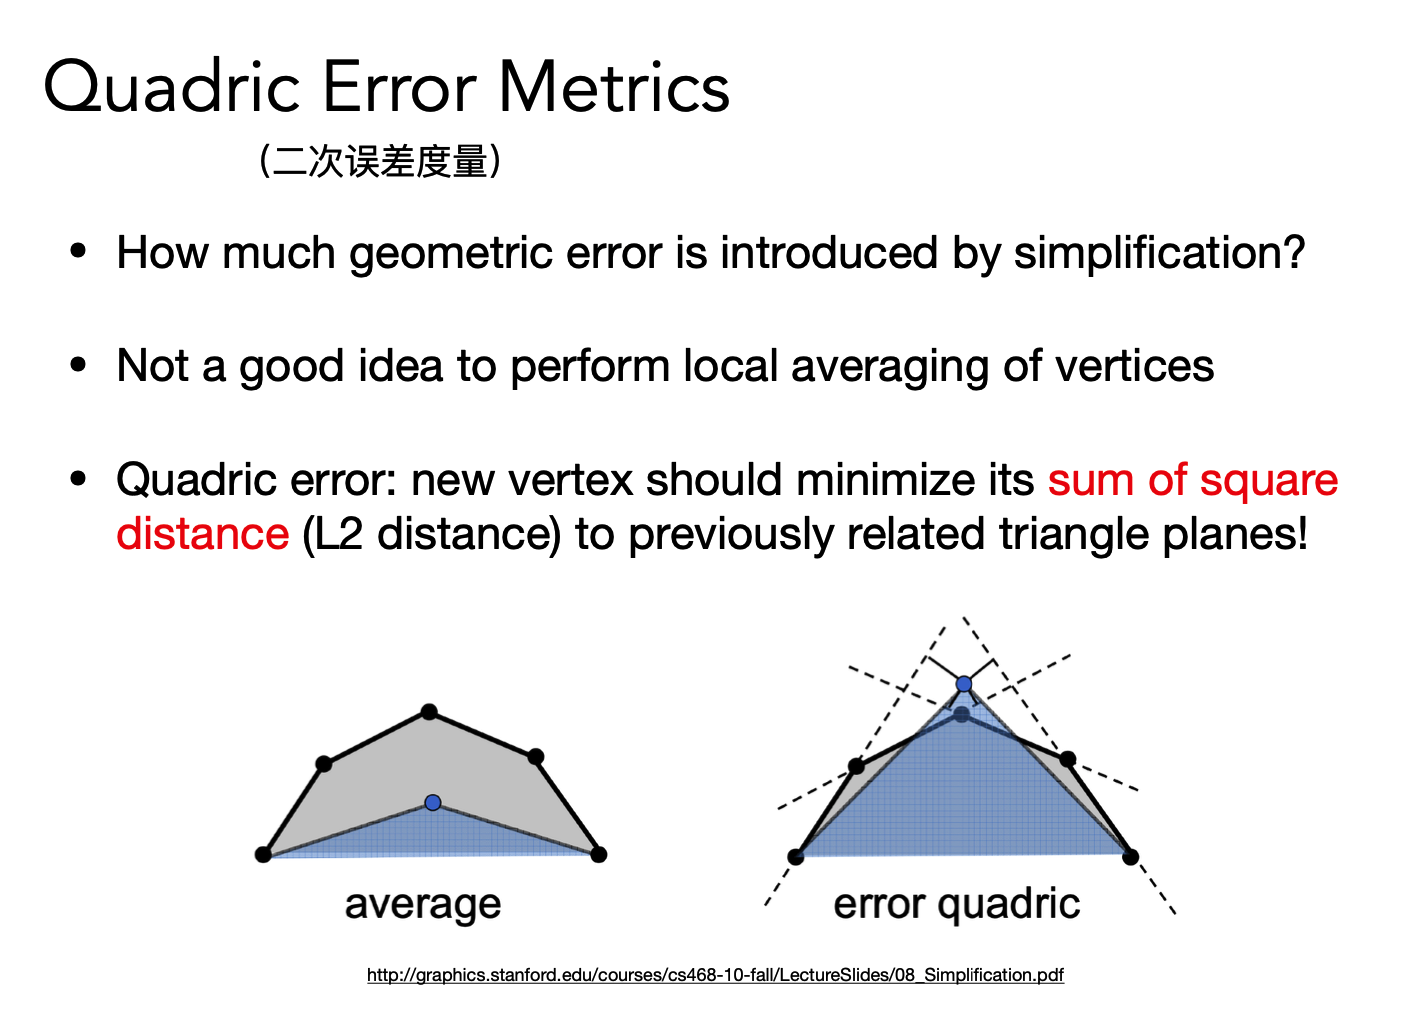 Quadric Error Metrics
（二次误差度量）
• How much geometric error is introduced by simplification?
• Not a good idea to perform local averaging of vertices
• Quadric error: new vertex should minimize its sum of square
distance (L2 distance) to previously related triangle planes!
average
error quadric
http://graphics.stanford.edu/courses/cs468-10-fall/LectureSlides/08_Simplification.pdf